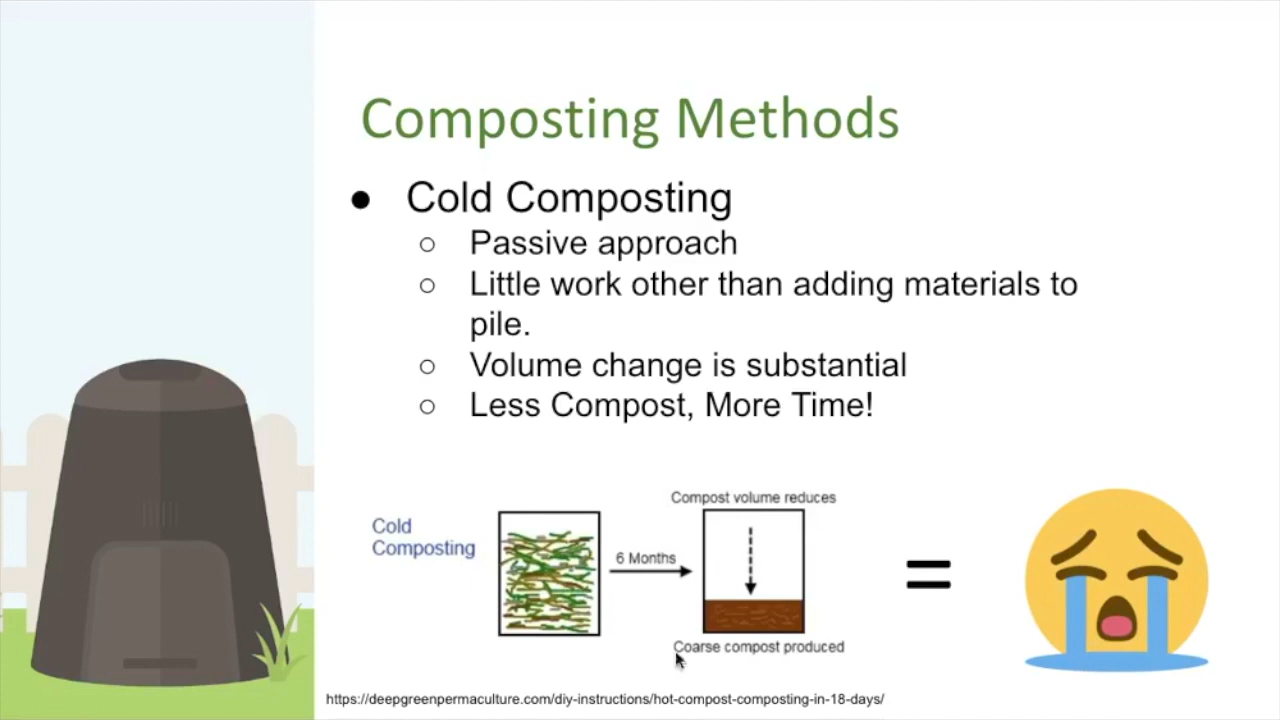 Composting Methods
● Cold Composting
○ Passive approach
○ Little work other than adding materials to
pile.
○ Volume change is substantial
○ Less Compost, More Time!
Cold
Composting
6 Months
Compost volume reduces
Coarse compost produced
=
https://deepgreenpermaculture.com/diy-instructions/hot-compost-composting-in-18-days/